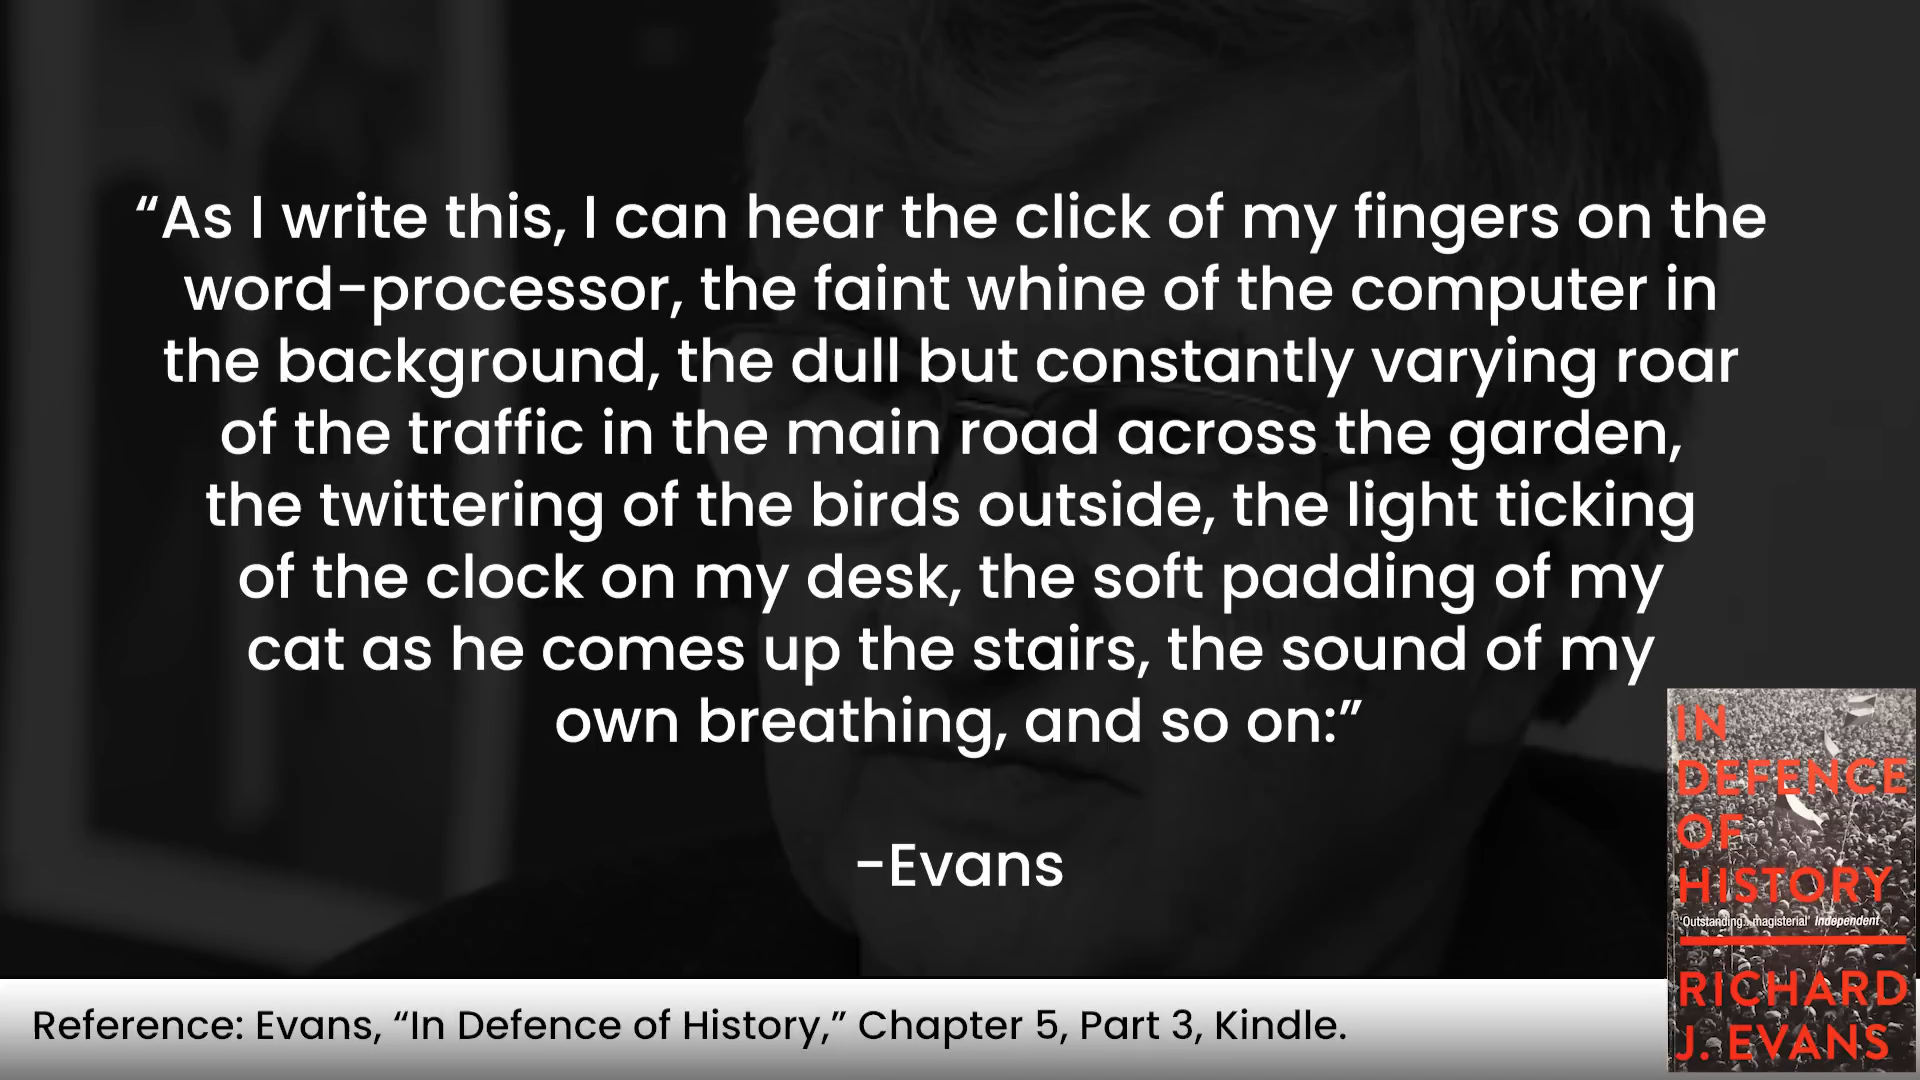 “As I write this, I can hear the click of my fingers on the
word-processor, the faint whine of the computer in
the background, the dull but constantly varying roar
of the traffic in the main road across the garden,
the twittering of the birds outside, the light ticking
of the clock on my desk, the soft padding of my
cat as he comes up the stairs, the sound of my
own breathing, and so on:”
-Evans
IN
DEFENCE
OF
HISTORY
'Outstanding...magisterial' Independent
RICHARD
J. EVANS
Reference: Evans, “In Defence of History,” Chapter 5, Part 3, Kindle.